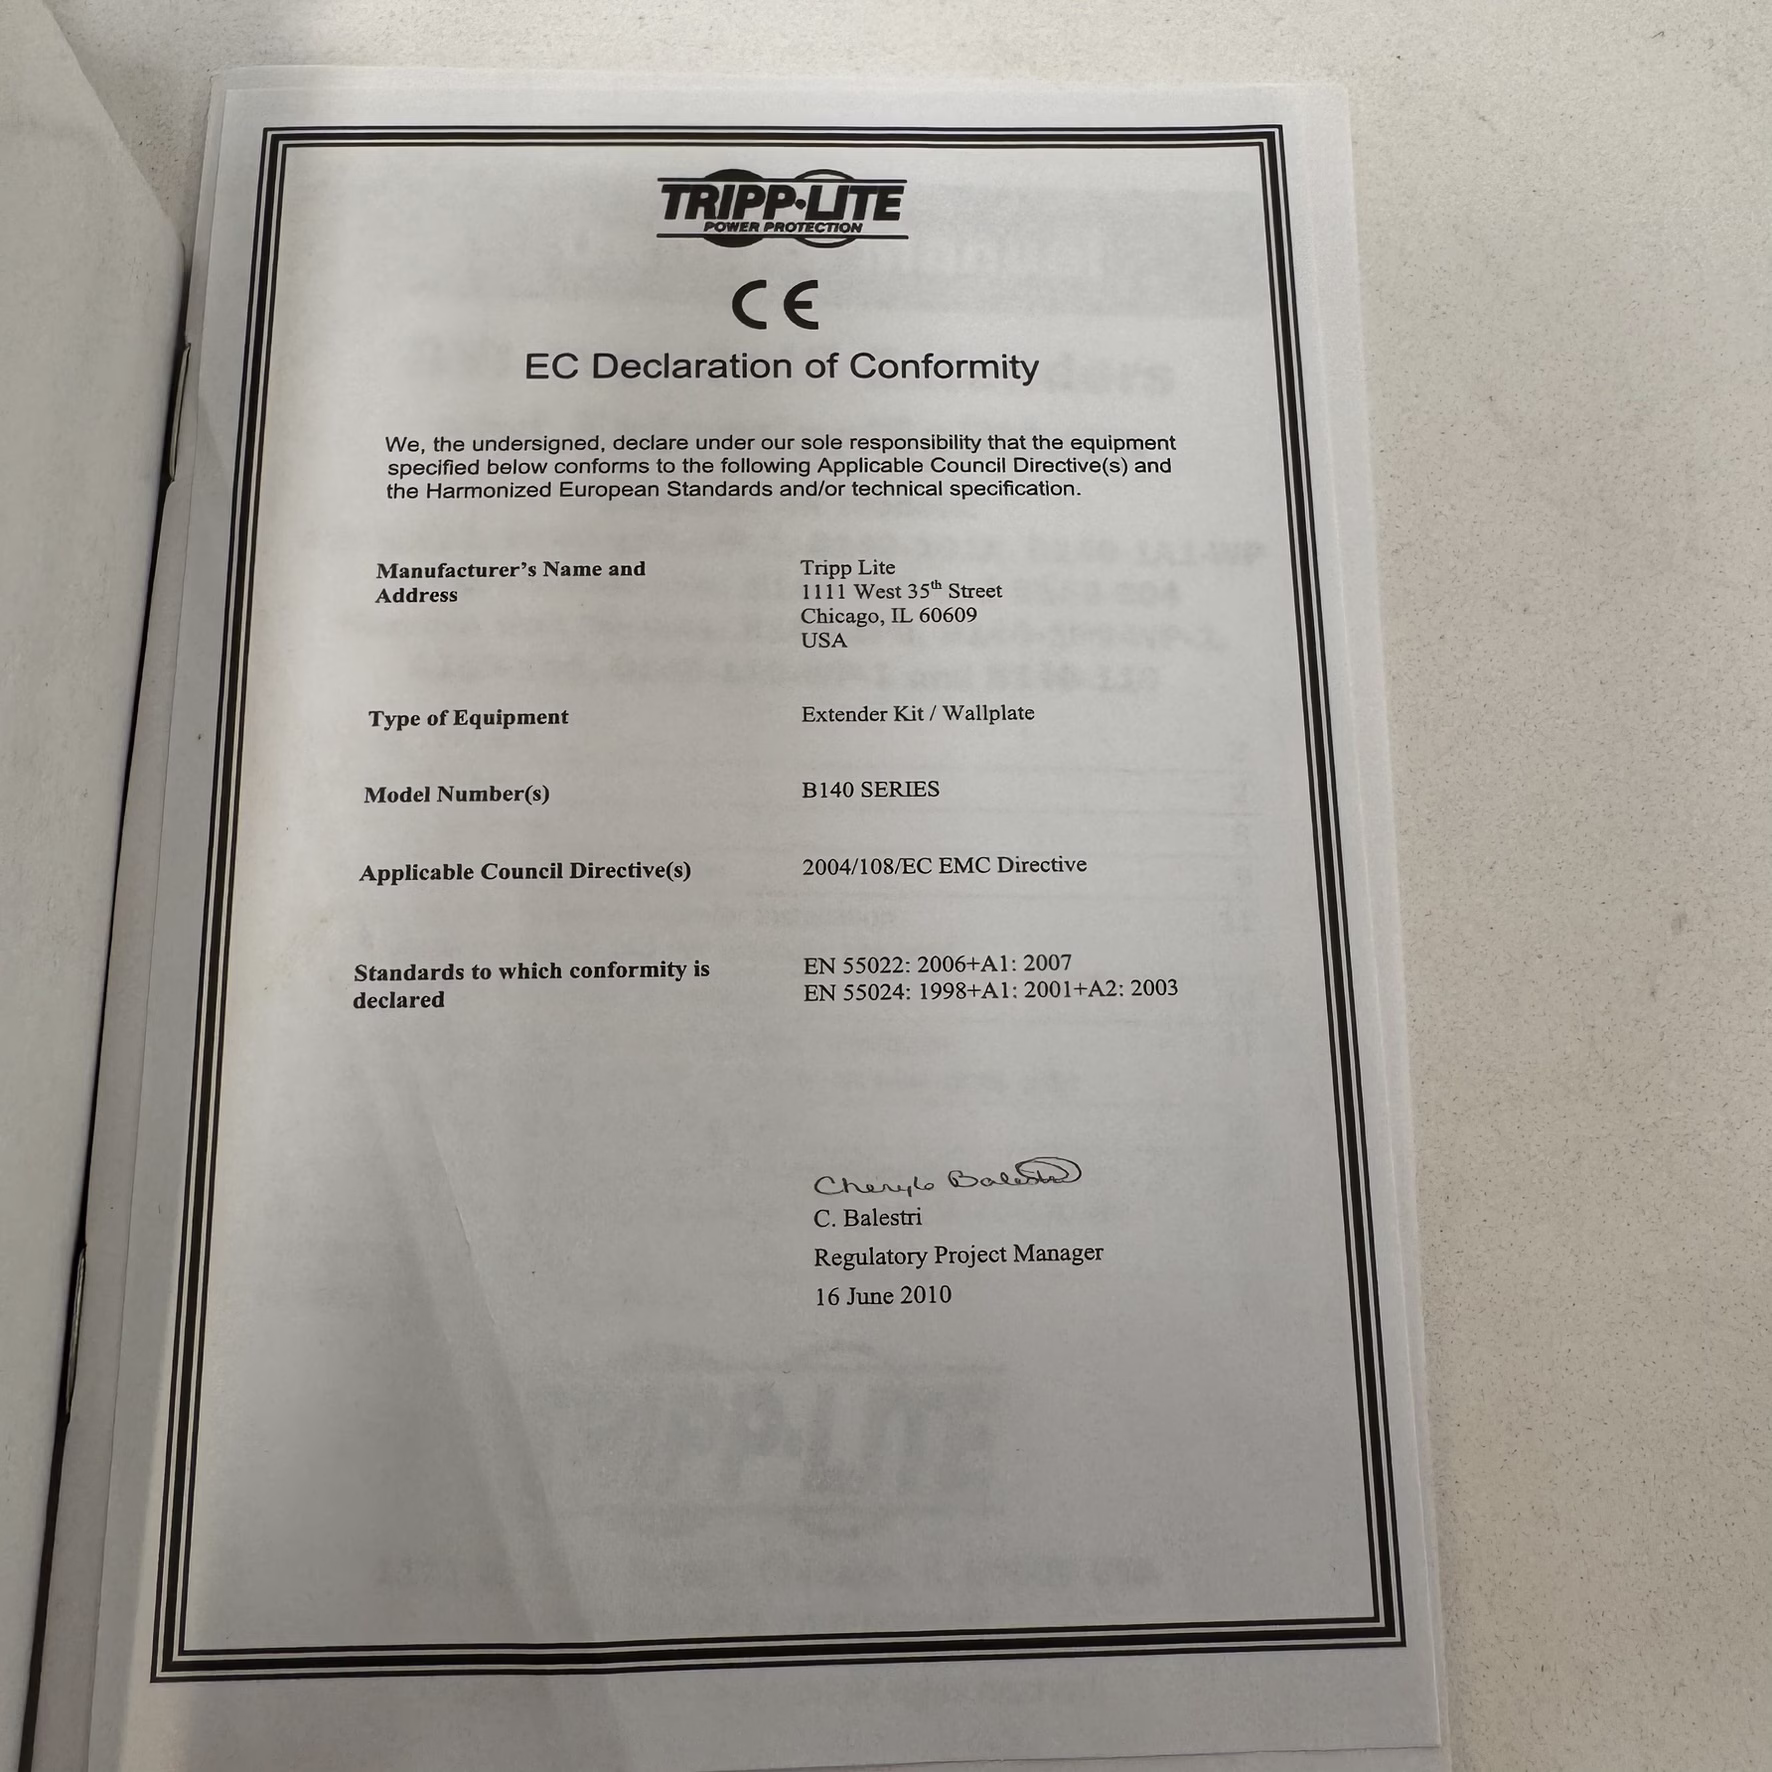 TRIPP·LITE
POWER PROTECTION
CE
EC Declaration of Conformity
We, the undersigned, declare under our sole responsibility that the equipment
specified below conforms to the following Applicable Council Directive(s) and
the Harmonized European Standards and/or technical specification.
Manufacturer's Name and
Address
Tripp Lite
1111 West 35th Street
Chicago, IL 60609
USA
Type of Equipment
Extender Kit / Wallplate
Model Number(s)
B140 SERIES
Applicable Council Directive(s)
2004/108/EC EMC Directive
Standards to which conformity is
declared
EN 55022: 2006+A1: 2007
EN 55024: 1998+A1: 2001+A2: 2003
C. Balestri
Regulatory Project Manager
16 June 2010